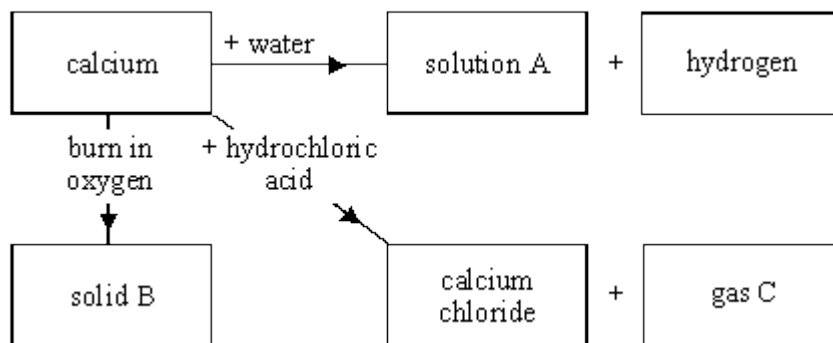 + water
calcium
solution A
+
hydrogen
burn in
oxygen
+ hydrochloric
acid
solid B
calcium
chloride
+
gas C